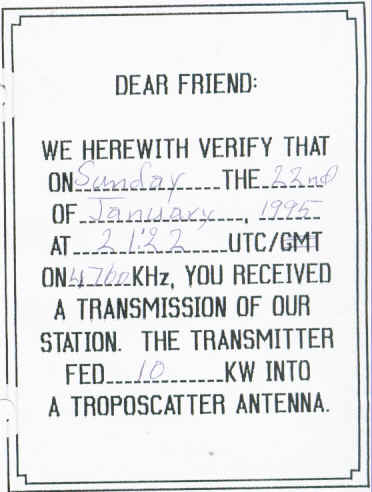 DEAR FRIEND:
WE HEREWITH VERIFY THAT
ON Sunday THE 22nd
OF January, 1995
AT 21:22 UTC/GMT
ON 4760 KHz, YOU RECEIVED
A TRANSMISSION OF OUR
STATION. THE TRANSMITTER
FED 10 KW INTO
A TROPOSCATTER ANTENNA.